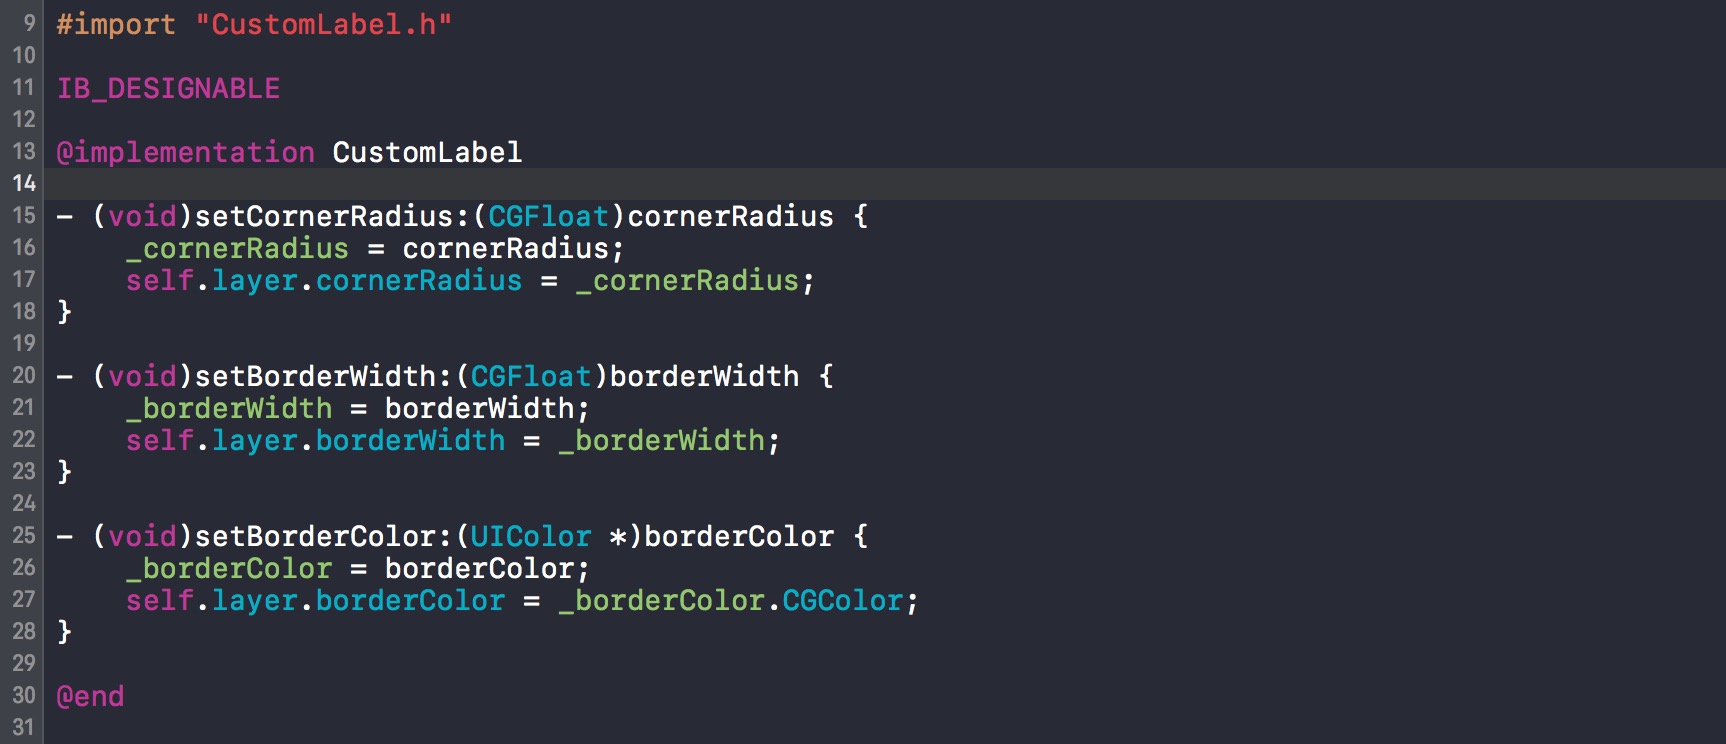 9 #import "CustomLabel.h"
10
11 IB_DESIGNABLE
12
13 @implementation CustomLabel
14
15 - (void)setCornerRadius:(CGFloat)cornerRadius {
16     _cornerRadius = cornerRadius;
17     self.layer.cornerRadius = _cornerRadius;
18 }
19
20 - (void)setBorderWidth:(CGFloat)borderWidth {
21     _borderWidth = borderWidth;
22     self.layer.borderWidth = _borderWidth;
23 }
24
25 - (void)setBorderColor:(UIColor *)borderColor {
26     _borderColor = borderColor;
27     self.layer.borderColor = _borderColor.CGColor;
28 }
29
30 @end
31